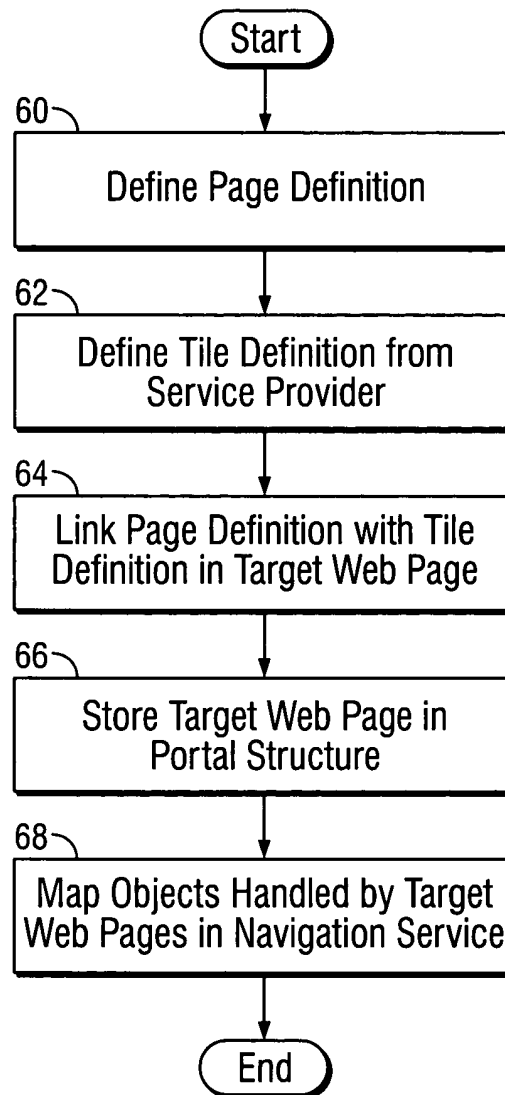 Start
60
Define Page Definition
62
Define Tile Definition from
Service Provider
64
Link Page Definition with Tile
Definition in Target Web Page
66
Store Target Web Page in
Portal Structure
68
Map Objects Handled by Target
Web Pages in Navigation Service
End